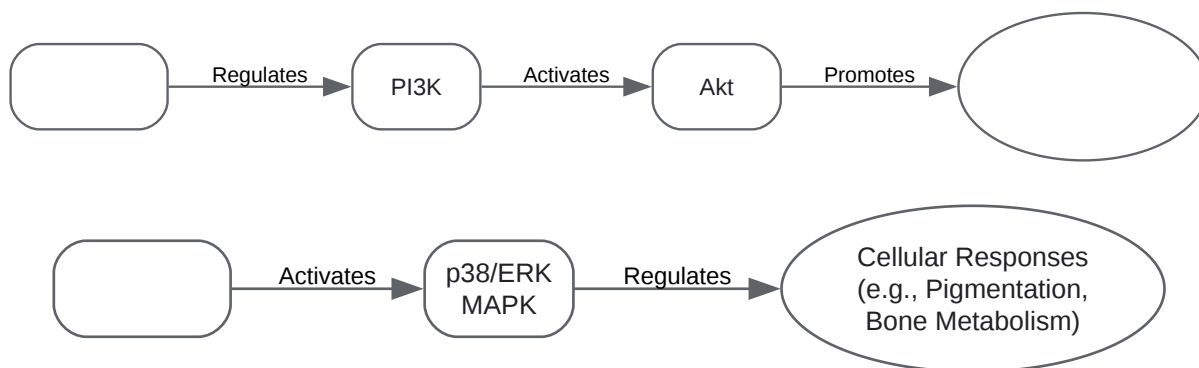 Regulates
PI3K
Activates
Akt
Promotes
Activates
p38/ERK
MAPK
Regulates
Cellular Responses
(e.g., Pigmentation,
Bone Metabolism)